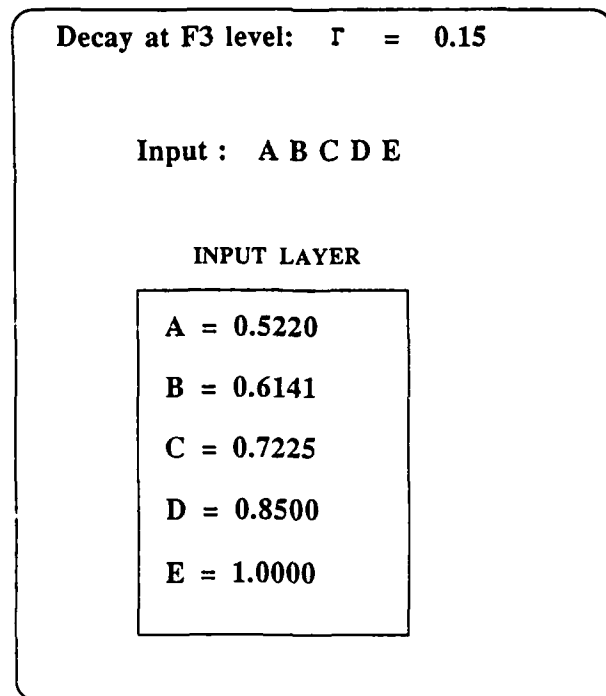 Decay at F3 level: Γ = 0.15
Input : A B C D E
INPUT LAYER
A = 0.5220
B = 0.6141
C = 0.7225
D = 0.8500
E = 1.0000